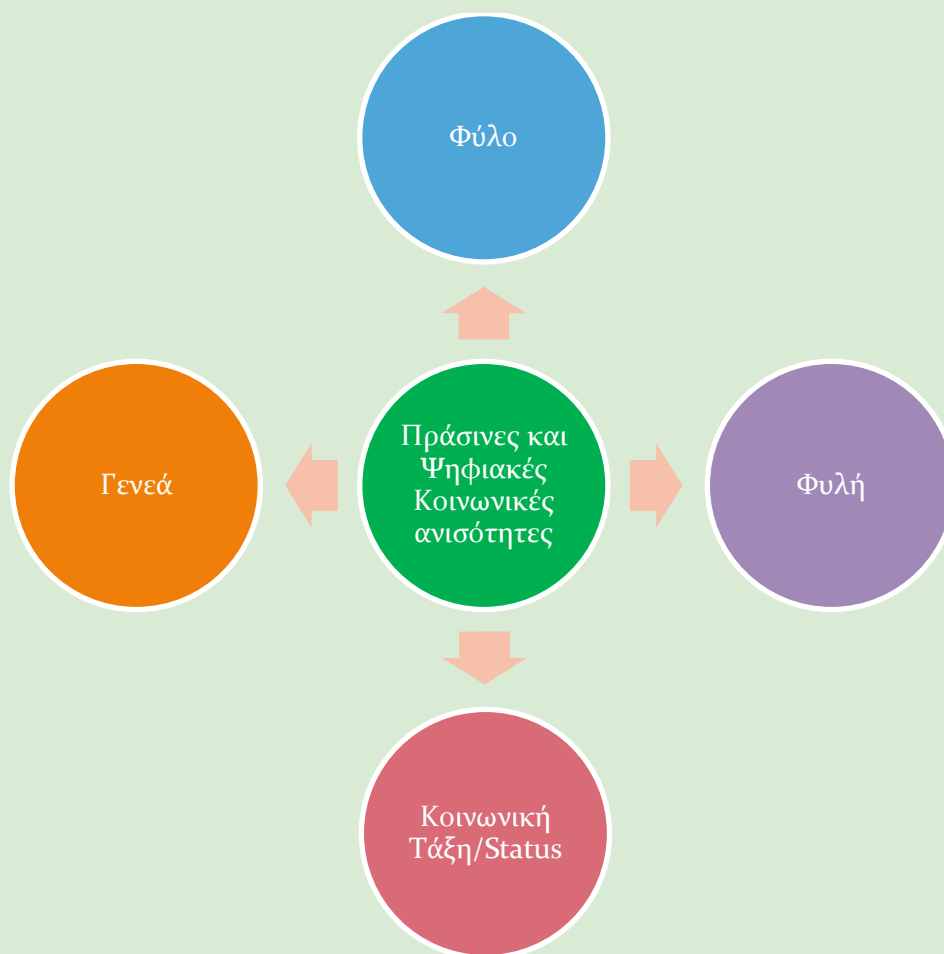 Φύλο
Γενεά
Πράσινες και
Ψηφιακές
Κοινωνικές
ανισότητες
Φυλή
Κοινωνική
Τάξη/Status